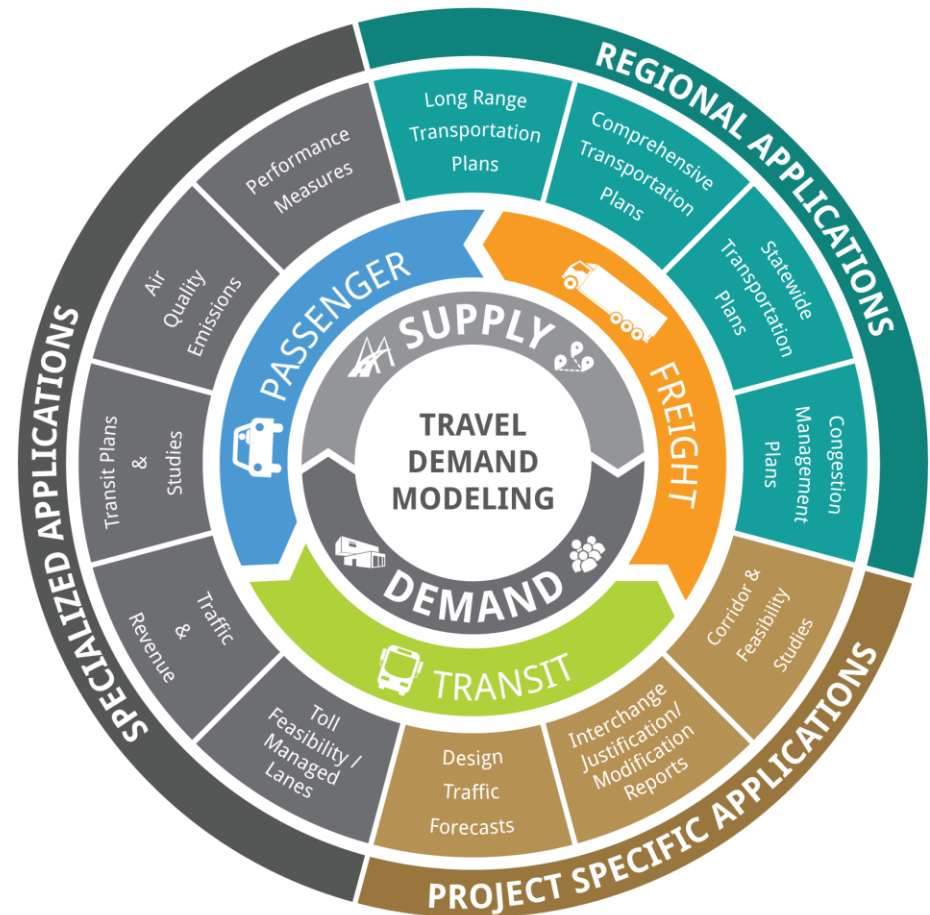 TRAVEL
DEMAND
MODELING
SUPPLY
DEMAND
PASSENGER
FREIGHT
TRANSIT
REGIONAL APPLICATIONS
Long Range
Transportation
Plans
Comprehensive
Transportation
Plans
Statewide
Transportation
Plans
Congestion
Management
Plans
PROJECT SPECIFIC APPLICATIONS
Corridor &
Feasibility
Studies
Interchange
Justification/
Modification
Reports
Design
Traffic
Forecasts
SPECIALIZED APPLICATIONS
Toll
Feasibility /
Managed
Lanes
Traffic
&
Revenue
Transit Plans
&
Studies
Air
Quality
Emissions
Performance
Measures